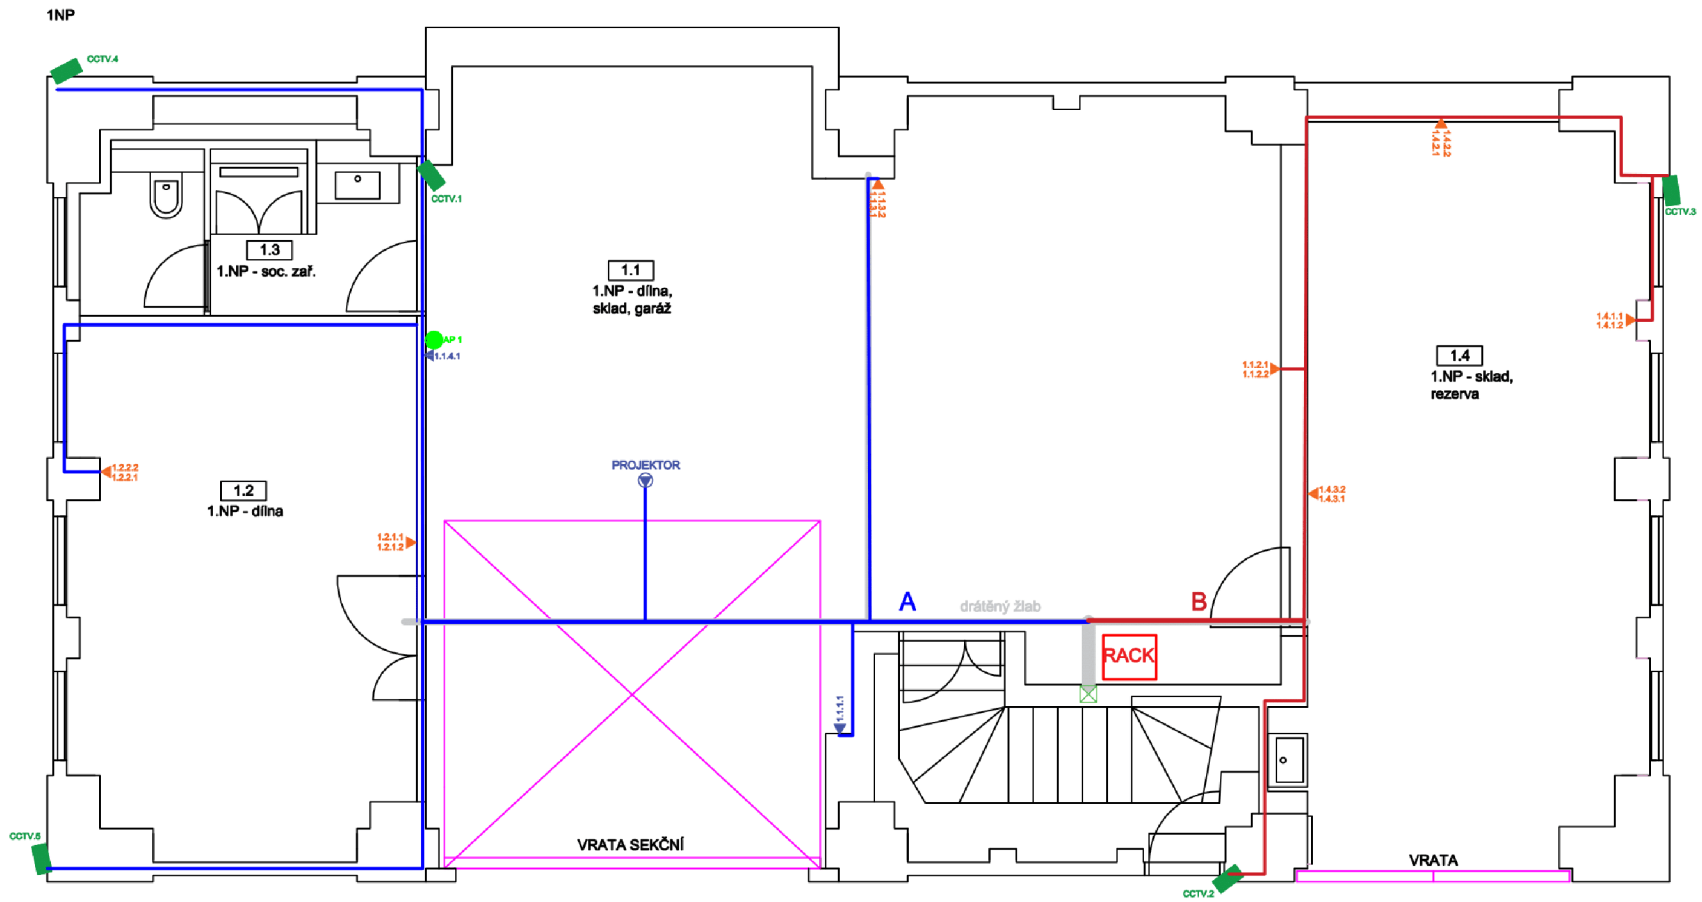 1NP
CCTV.4
CCTV.1
CCTV.3
1.4.2.2
1.4.2.1
1.1.3.2
1.1.3.1
1.3
1.NP - soc. zař.
1.1
1.NP - dílna,
sklad, garáž
AP 1
1.1.4.1
1.4.1.1
1.4.1.2
1.1.2.1
1.1.2.2
1.4
1.NP - sklad,
rezerva
PROJEKTOR
1.2.2.2
1.2.2.1
1.2
1.NP - dílna
1.4.3.2
1.4.3.1
1.2.1.1
1.2.1.2
A
drátěný žlab
B
RACK
1.1.1.1
CCTV.5
VRATA SEKČNÍ
VRATA
CCTV.2